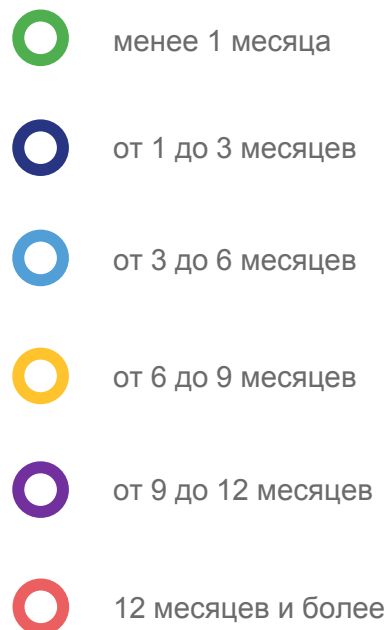 менее 1 месяца
от 1 до 3 месяцев
от 3 до 6 месяцев
от 6 до 9 месяцев
от 9 до 12 месяцев
12 месяцев и более